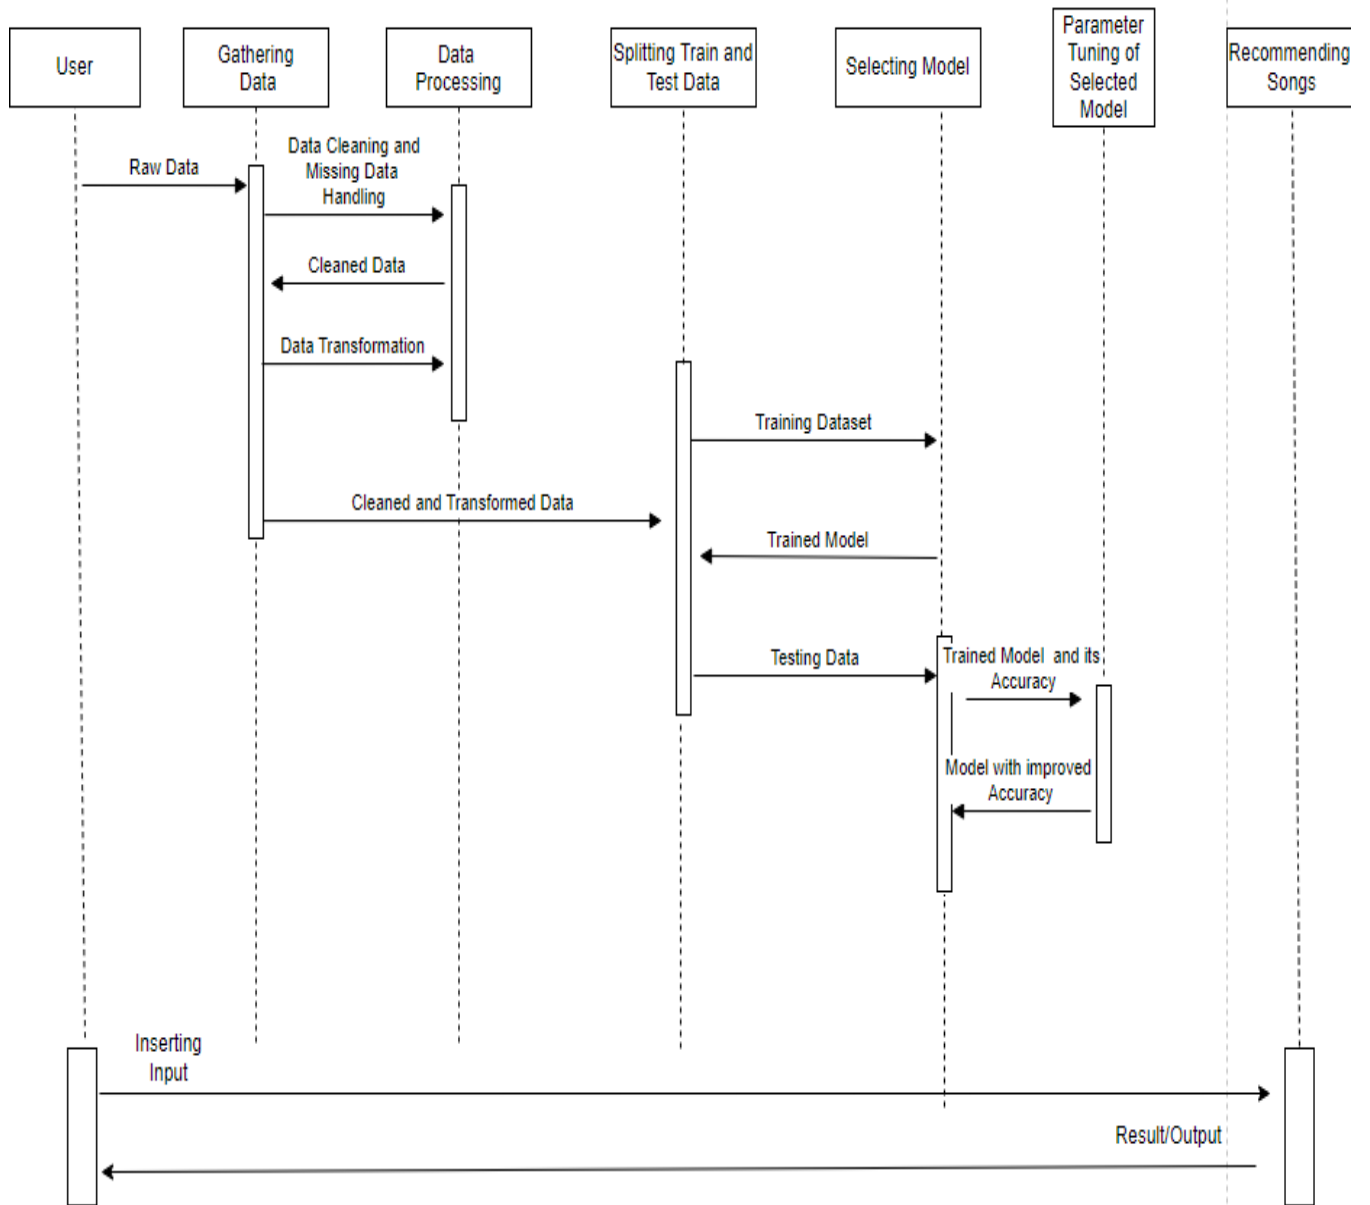 User
Gathering
Data
Data
Processing
Splitting Train and
Test Data
Selecting Model
Parameter
Tuning of
Selected
Model
Recommending
Songs
Raw Data
Data Cleaning and
Missing Data
Handling
Cleaned Data
Data Transformation
Training Dataset
Cleaned and Transformed Data
Trained Model
Testing Data
Trained Model and its
Accuracy
Model with improved
Accuracy
Inserting
Input
Result/Output